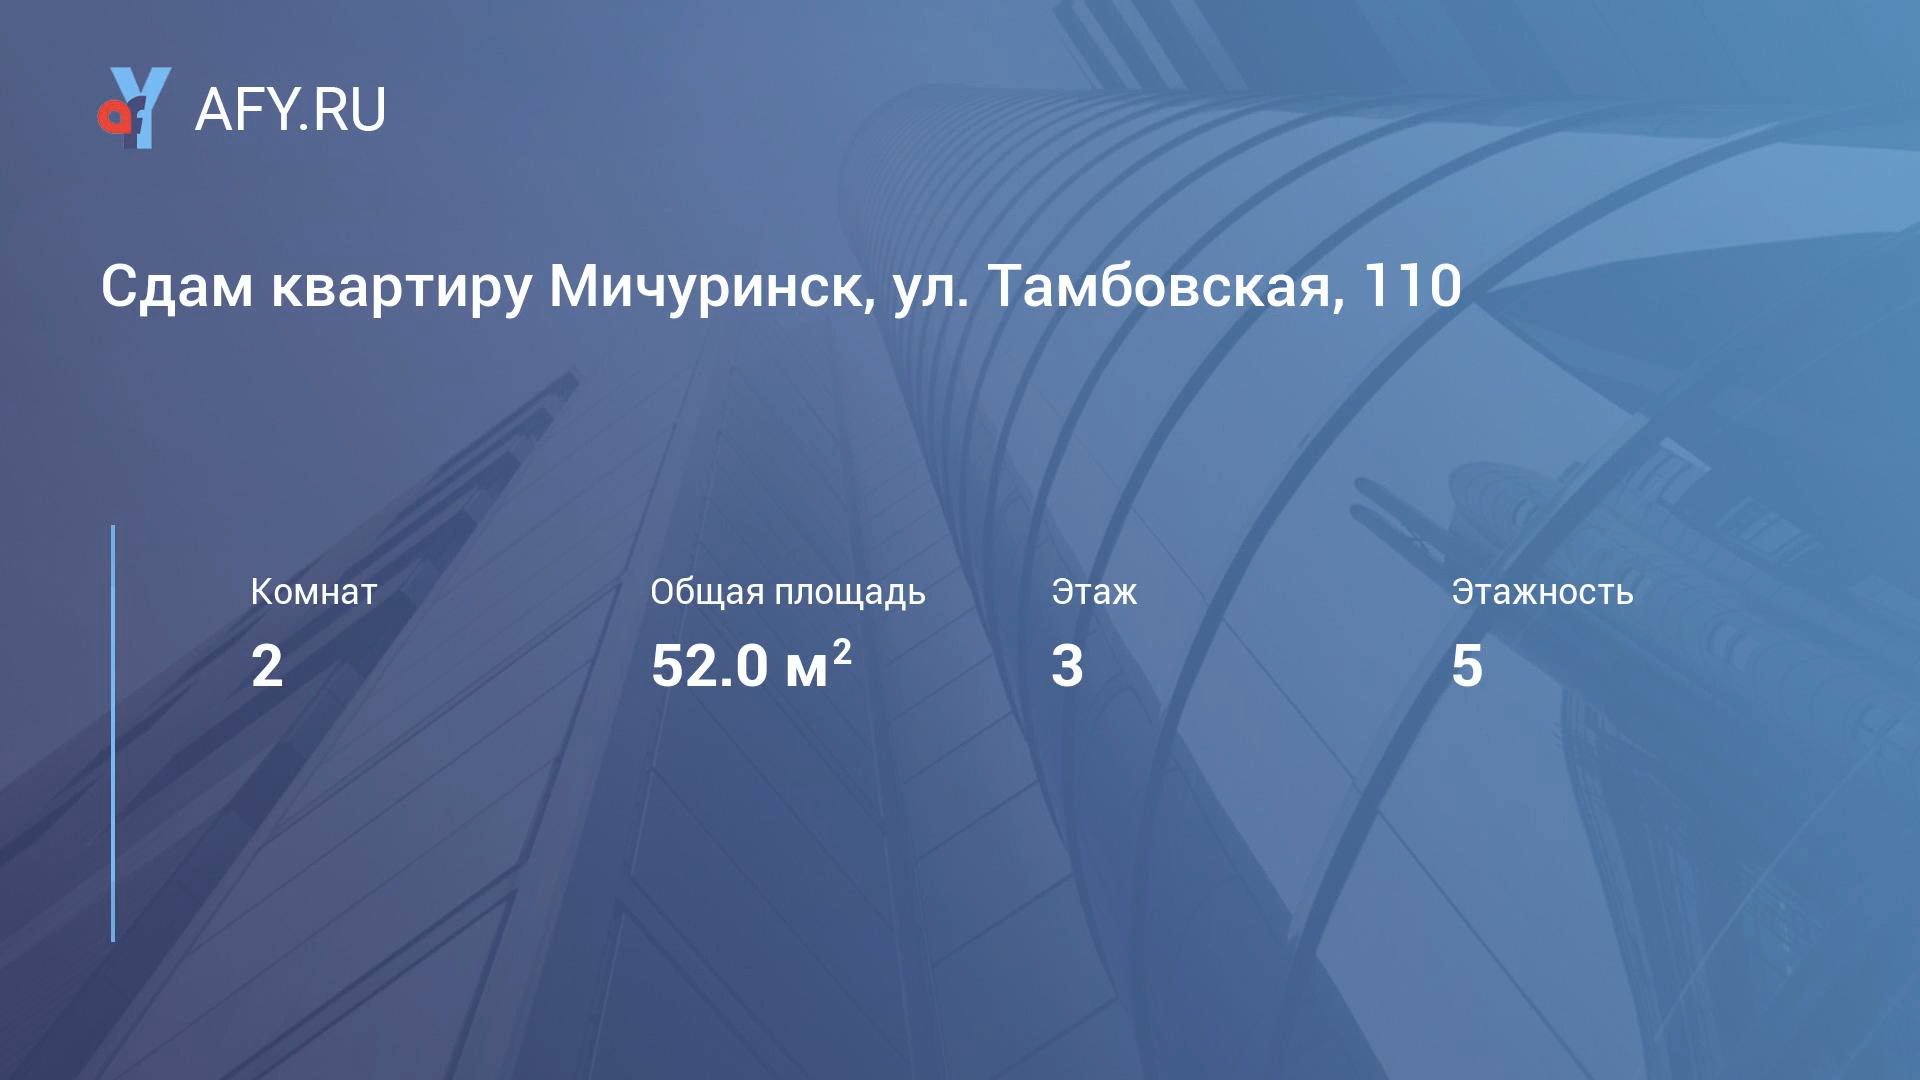 AFY.RU
Сдам квартиру Мичуринск, ул. Тамбовская, 110
Комнат
2
Общая площадь
52.0 м²
Этаж
3
Этажность
5